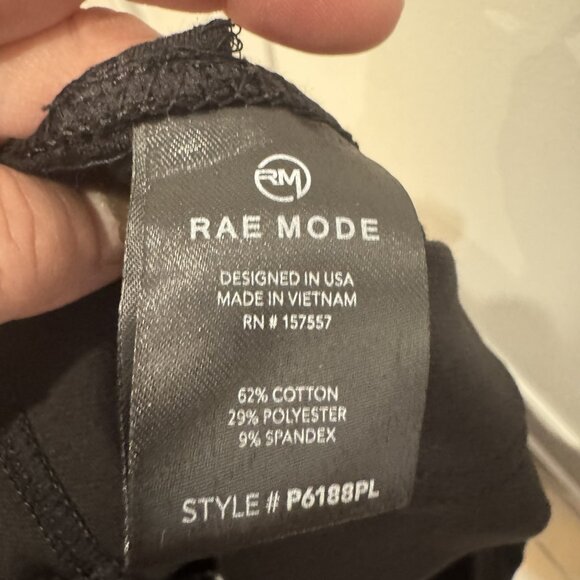 RM
RAE MODE
DESIGNED IN USA
MADE IN VIETNAM
RN # 157557
62% COTTON
29% POLYESTER
9% SPANDEX
STYLE # P6188PL